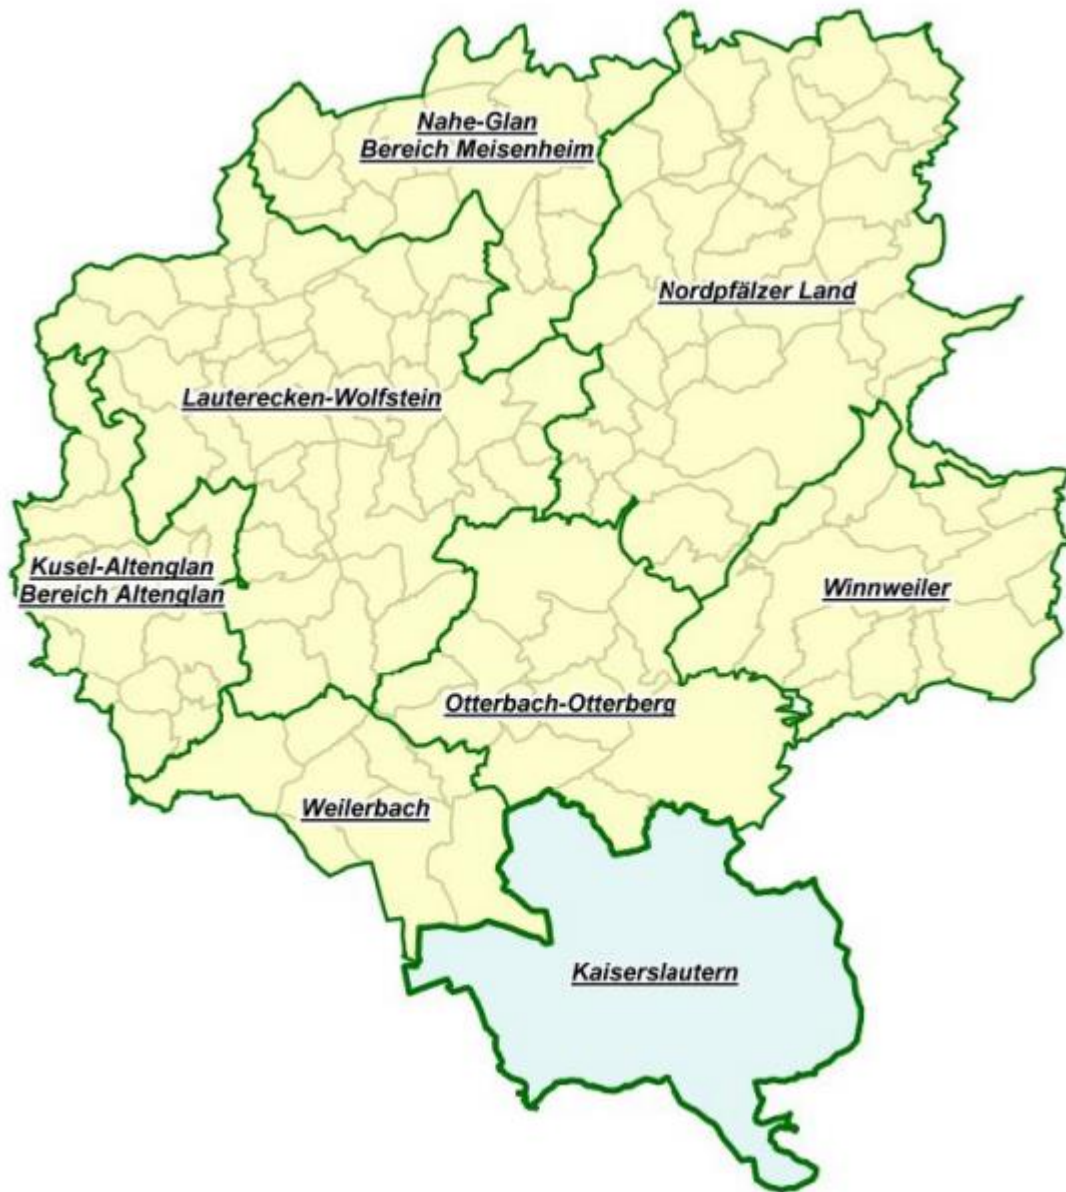 Nahe-Glan
Bereich Meisenheim
Nordpfälzer Land
Lauterecken-Wolfstein
Kusel-Altenglan
Bereich Altenglan
Winnweiler
Otterbach-Otterberg
Weilerbach
Kaiserslautern